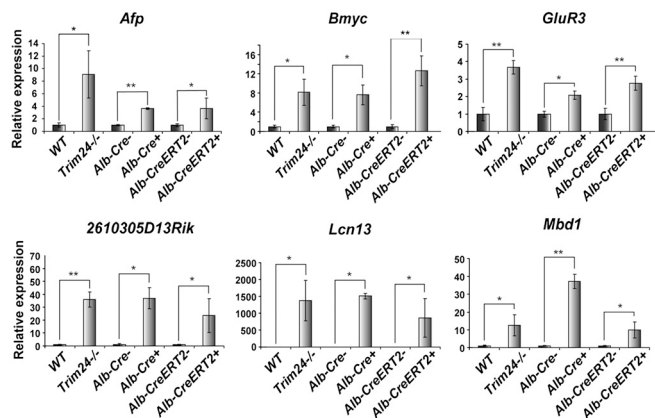 Afp
Relative expression
14
12
10
8
6
4
2
0
*
**
*
WT
Trim24-/-
Alb-Cre-
Alb-Cre+
Alb-CreERT2-
Alb-CreERT2+
Bmyc
16
12
8
4
0
*
*
**
WT
Trim24-/-
Alb-Cre-
Alb-Cre+
Alb-CreERT2-
Alb-CreERT2+
GluR3
5
4
3
2
1
0
**
*
**
WT
Trim24-/-
Alb-Cre-
Alb-Cre+
Alb-CreERT2-
Alb-CreERT2+
2610305D13Rik
Relative expression
70
60
50
40
30
20
10
0
**
*
*
WT
Trim24-/-
Alb-Cre-
Alb-Cre+
Alb-CreERT2-
Alb-CreERT2+
Lcn13
2500
2000
1500
1000
500
0
*
*
*
WT
Trim24-/-
Alb-Cre-
Alb-Cre+
Alb-CreERT2-
Alb-CreERT2+
Mbd1
50
40
30
20
10
0
*
**
*
WT
Trim24-/-
Alb-Cre-
Alb-Cre+
Alb-CreERT2-
Alb-CreERT2+